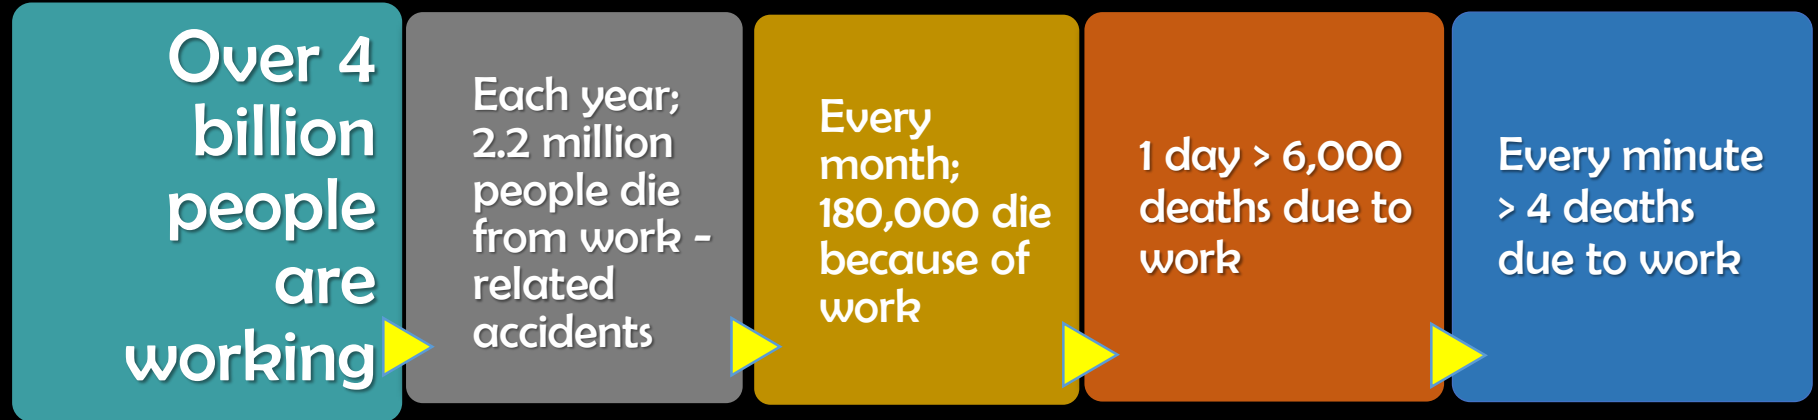 Over 4
billion
people
are
working
Each year;
2.2 million
people die
from work -
related
accidents
Every
month;
180,000 die
because of
work
1 day > 6,000
deaths due to
work
Every minute
> 4 deaths
due to work